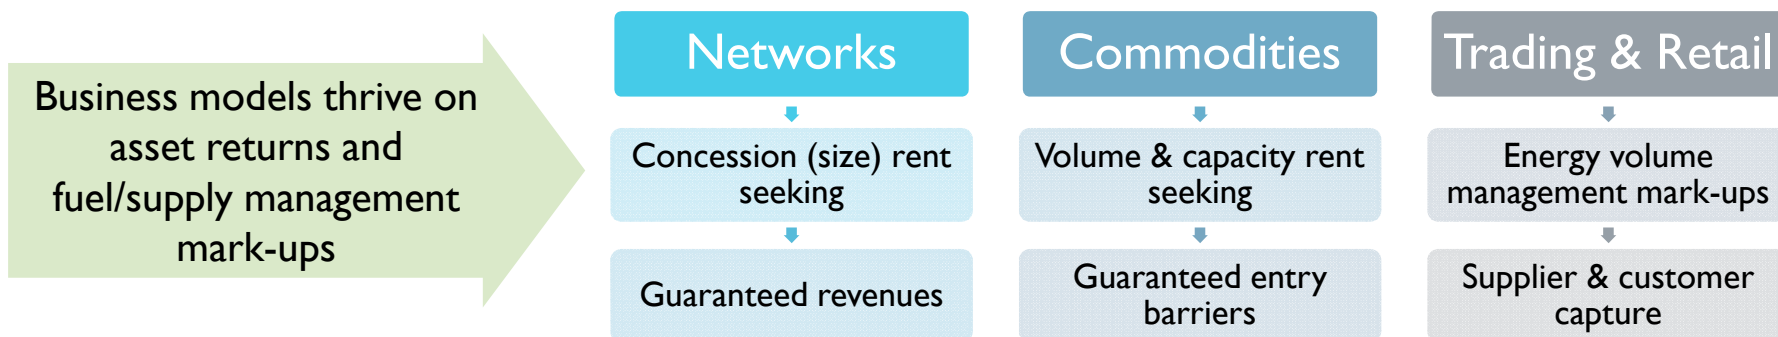 Business models thrive on
asset returns and
fuel/supply management
mark-ups
Networks
Concession (size) rent
seeking
Guaranteed revenues
Commodities
Volume & capacity rent
seeking
Guaranteed entry
barriers
Trading & Retail
Energy volume
management mark-ups
Supplier & customer
capture